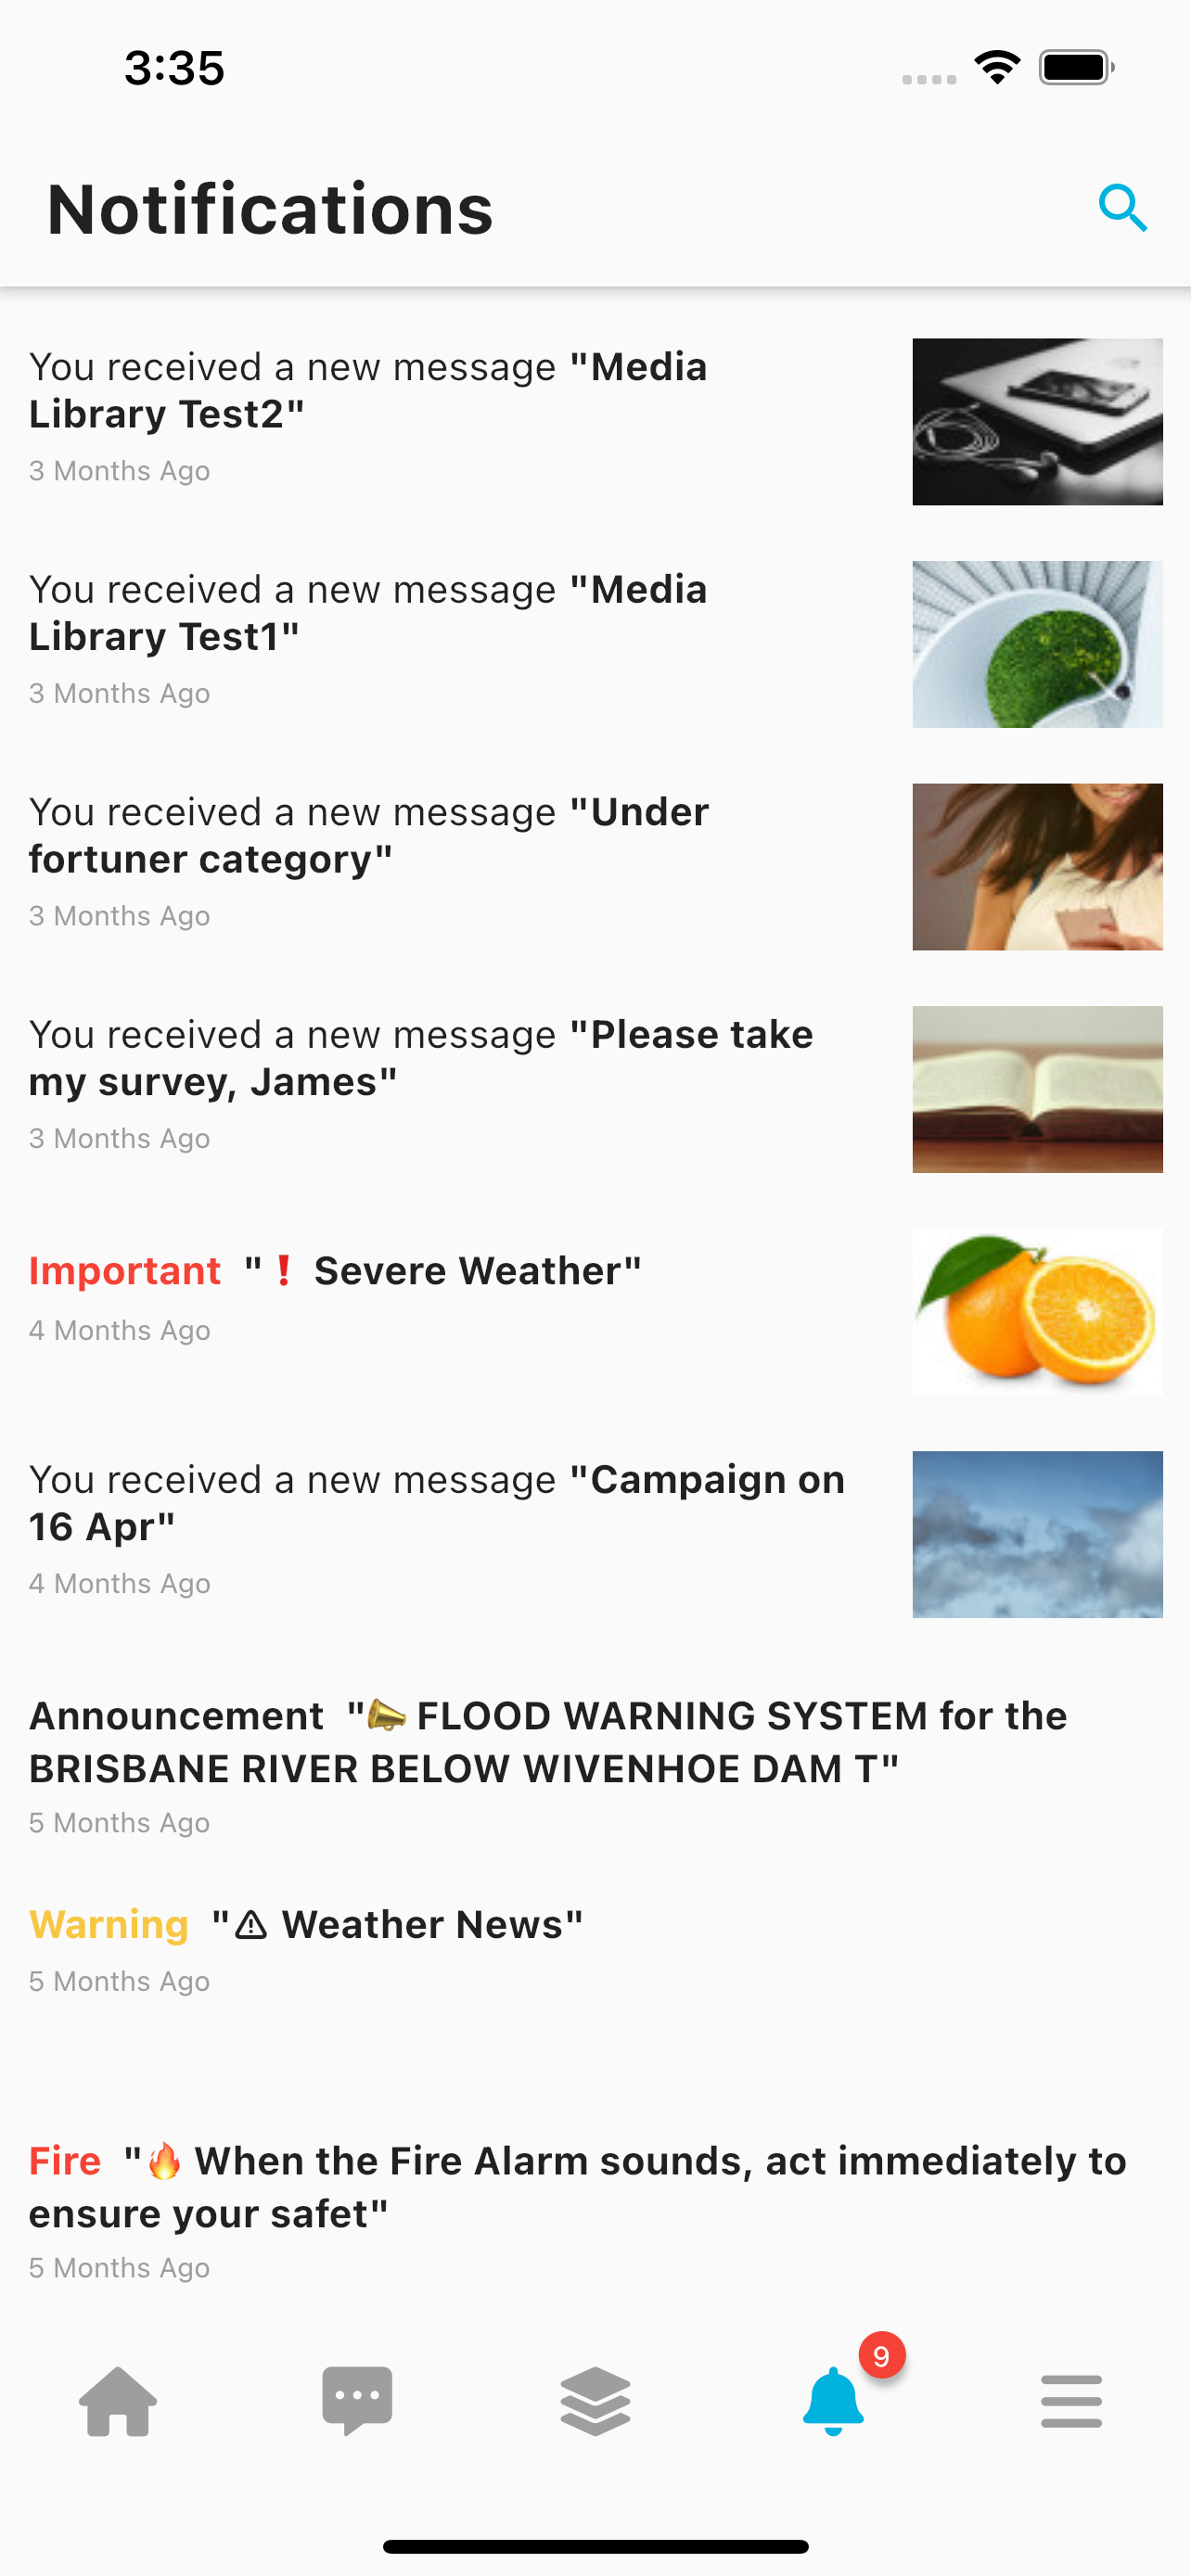 3:35
Notifications
You received a new message "Media
Library Test2"
3 Months Ago
You received a new message "Media
Library Test1"
3 Months Ago
You received a new message "Under
fortuner category"
3 Months Ago
You received a new message "Please take
my survey, James"
3 Months Ago
Important "❗ Severe Weather"
4 Months Ago
You received a new message "Campaign on
16 Apr"
4 Months Ago
Announcement "📣 FLOOD WARNING SYSTEM for the
BRISBANE RIVER BELOW WIVENHOE DAM T"
5 Months Ago
Warning "⚠ Weather News"
5 Months Ago
Fire "🔥 When the Fire Alarm sounds, act immediately to
ensure your safet"
5 Months Ago
9